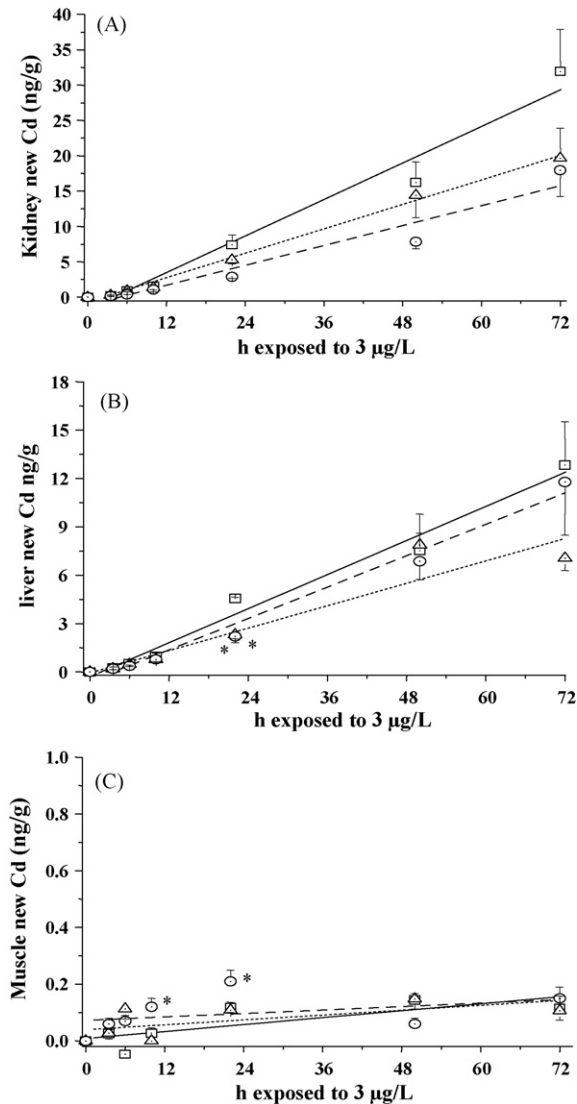 (A)
Kidney new Cd (ng/g)
40
35
30
25
20
15
10
5
0
0 12 24 36 48 60 72
h exposed to 3 µg/L
(B)
liver new Cd ng/g
18
15
12
9
6
3
0
* *
0 12 24 36 48 60 72
h exposed to 3 µg/L
(C)
Muscle new Cd (ng/g)
1.0
0.8
0.6
0.4
0.2
0.0
*
*
0 12 24 36 48 60 72
h exposed to 3 µg/L